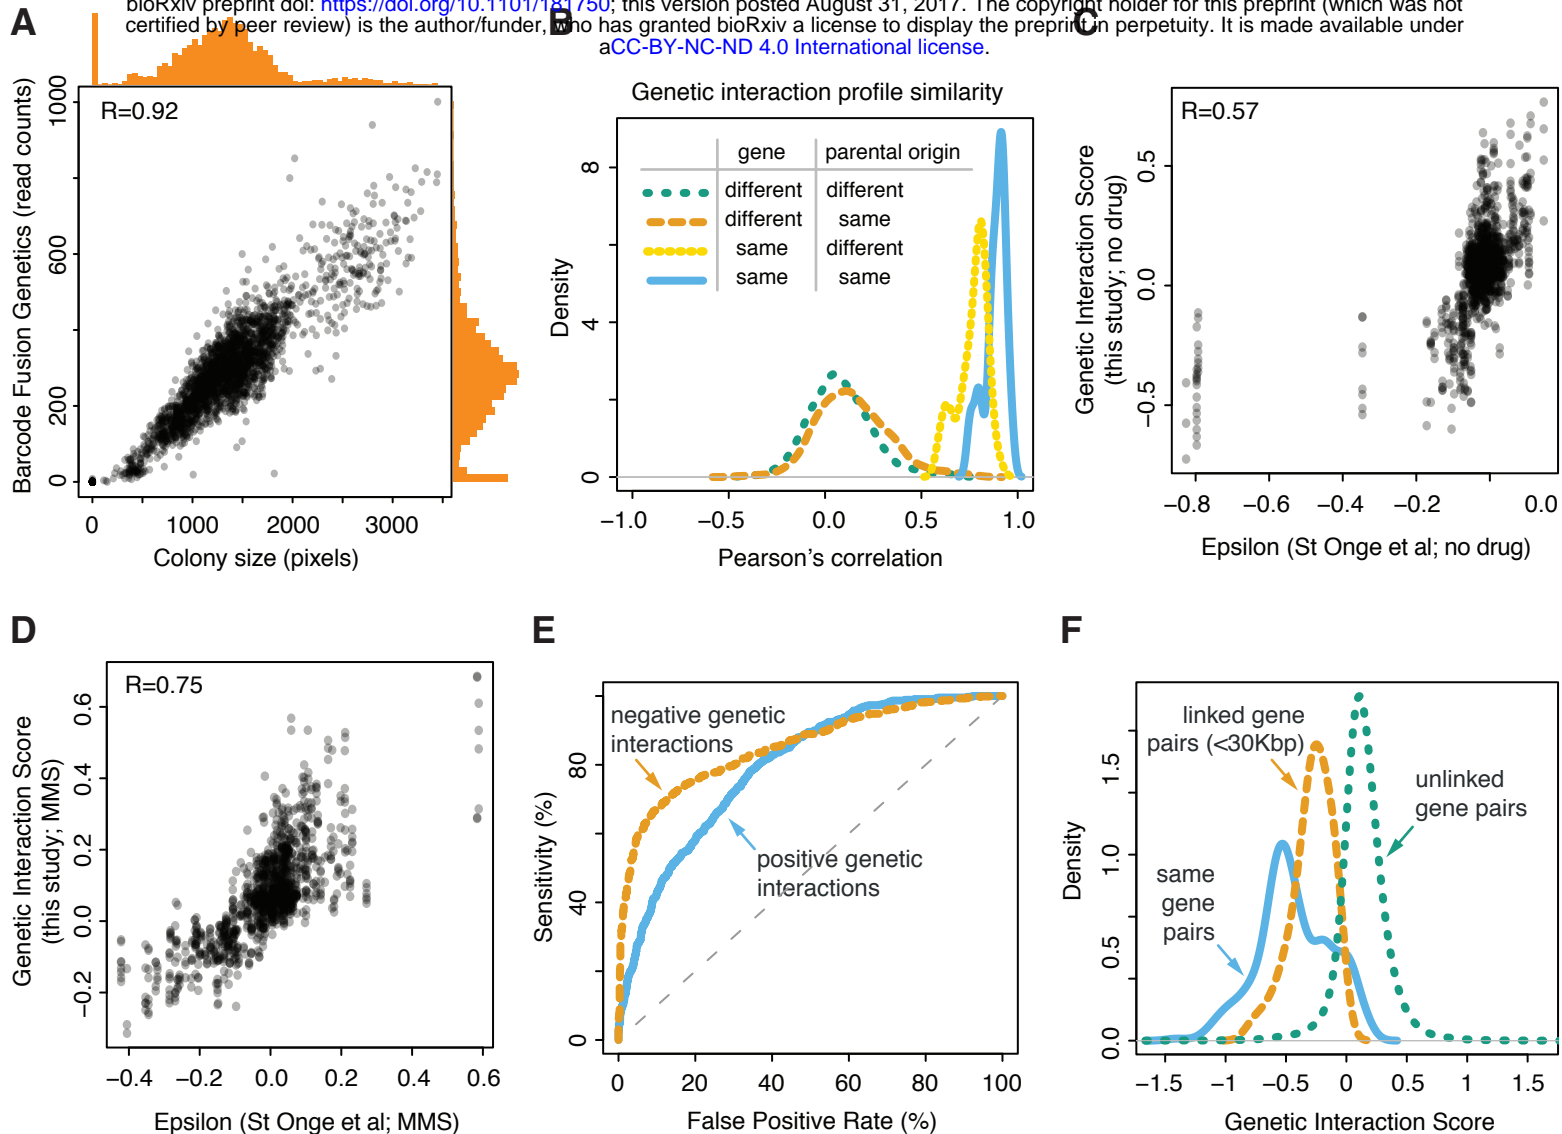 bioRxiv preprint doi: https://doi.org/10.1101/181750; this version posted August 31, 2017. The copyright holder for this preprint (which was not
certified by peer review) is the author/funder, who has granted bioRxiv a license to display the preprint in perpetuity. It is made available under
aCC-BY-NC-ND 4.0 International license.
A
R=0.92
Barcode Fusion Genetics (read counts)
0 200 600 1000
0 1000 2000 3000
Colony size (pixels)
B
Genetic interaction profile similarity
gene parental origin
different different
different same
same different
same same
Density
0 4 8
−1.0 −0.5 0.0 0.5 1.0
Pearson's correlation
C
R=0.57
Genetic Interaction Score
(this study; no drug)
−0.5 0.0 0.5
−0.8 −0.6 −0.4 −0.2 0.0
Epsilon (St Onge et al; no drug)
D
R=0.75
Genetic Interaction Score
(this study; MMS)
−0.2 0.0 0.2 0.4 0.6
−0.4 −0.2 0.0 0.2 0.4 0.6
Epsilon (St Onge et al; MMS)
E
negative genetic
interactions
positive genetic
interactions
Sensitivity (%)
0 40 80
0 20 40 60 80 100
False Positive Rate (%)
F
linked gene
pairs (<30Kbp)
unlinked
gene pairs
same
gene
pairs
Density
0.0 0.5 1.0 1.5
−1.5 −1 −0.5 0 0.5 1 1.5
Genetic Interaction Score